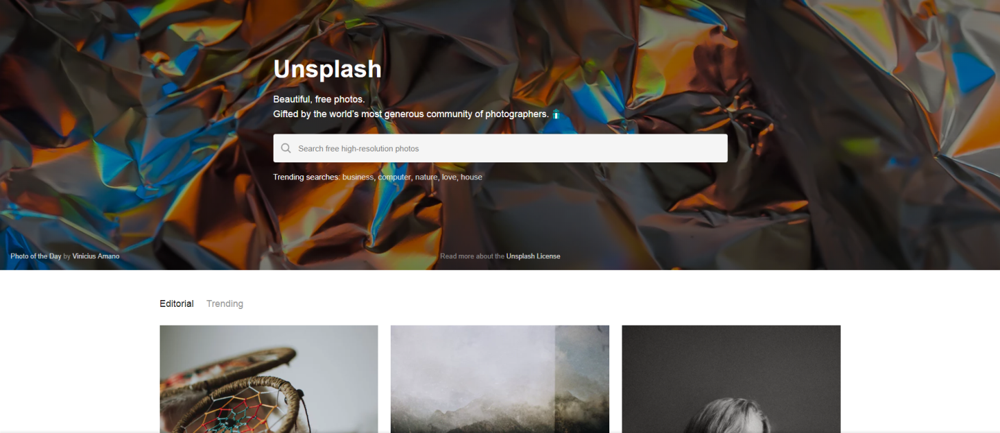 Unsplash
Beautiful, free photos.
Gifted by the world's most generous community of photographers. 🎁
Search free high-resolution photos
Trending searches: business, computer, nature, love, house
Photo of the Day by Vinicius Amano
Read more about the Unsplash License
Editorial
Trending